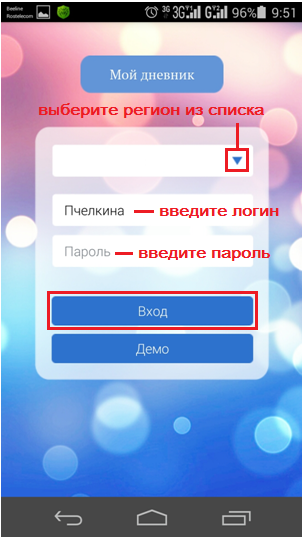 Beeline
Rostelecom
3G 3G G 96% 9:51
Мой дневник
выберите регион из списка
Пчелкина
введите логин
Пароль
введите пароль
Вход
Демо